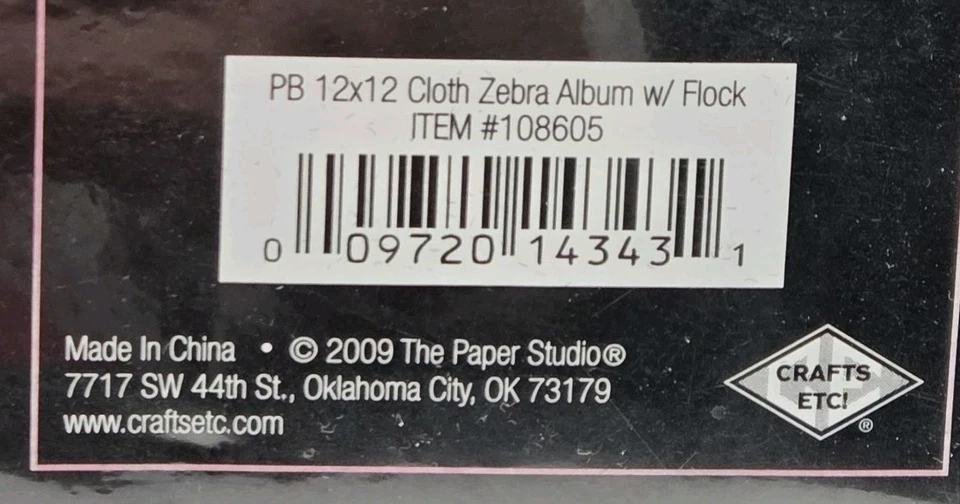 PB 12x12 Cloth Zebra Album w/ Flock
ITEM #108605
0 09720 14343 1
Made In China • © 2009 The Paper Studio®
7717 SW 44th St., Oklahoma City, OK 73179
www.craftsetc.com
CRAFTS
ETC!
®